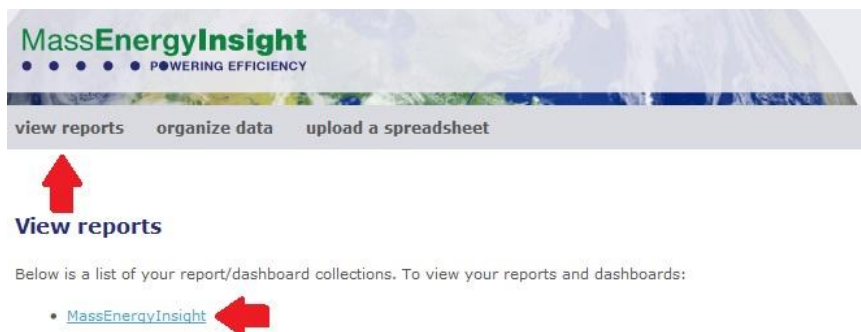 MassEnergyInsight
POWERING EFFICIENCY
view reports organize data upload a spreadsheet
View reports
Below is a list of your report/dashboard collections. To view your reports and dashboards:
• MassEnergyInsight